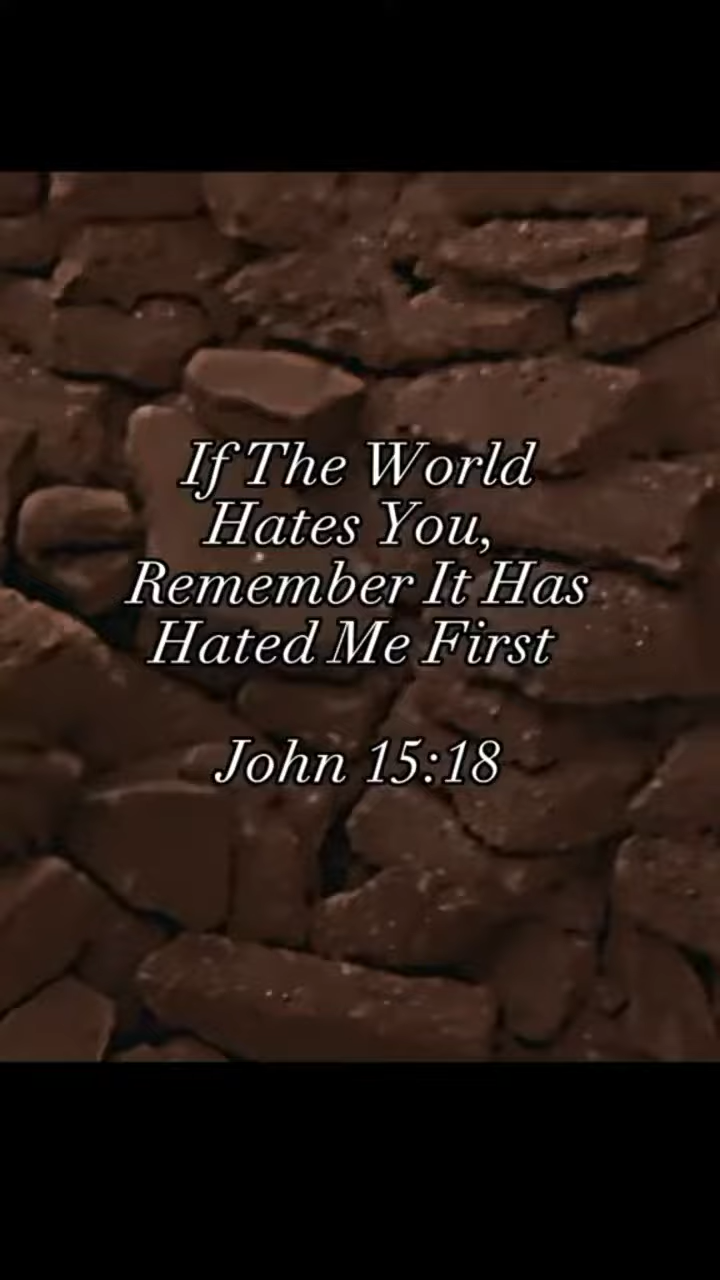 If The World
Hates You,
Remember It Has
Hated Me First
John 15:18